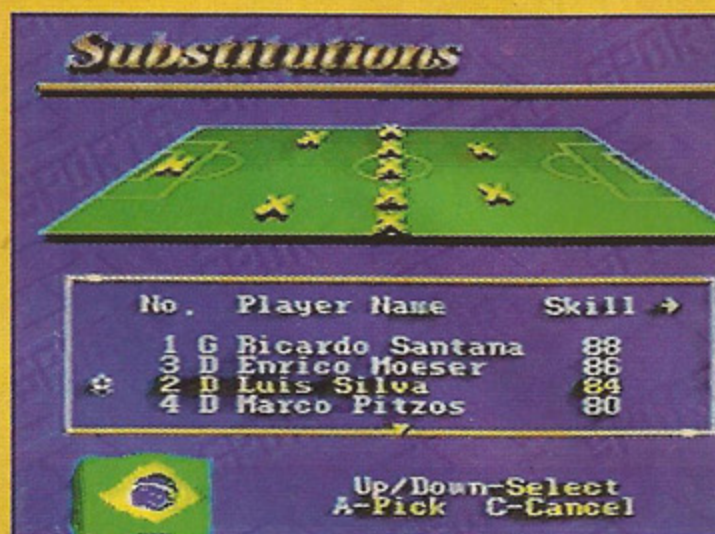 Substitutions
No. Player Name Skill →
1 G Ricardo Santana 88
3 D Enrico Moeser 86
2 D Luis Silva 84
4 D Marco Pitzos 80
Up/Down-Select
A-Pick C-Cancel